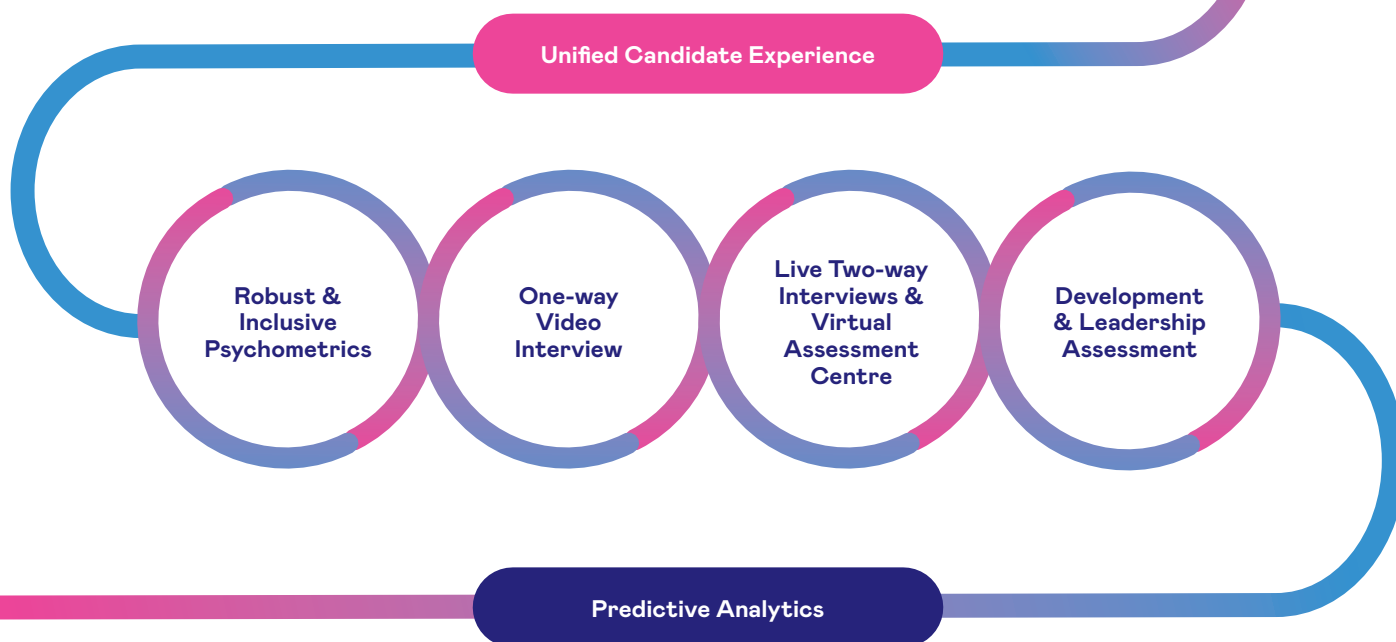 Unified Candidate Experience
Robust &
Inclusive
Psychometrics
One-way
Video
Interview
Live Two-way
Interviews &
Virtual
Assessment
Centre
Development
& Leadership
Assessment
Predictive Analytics